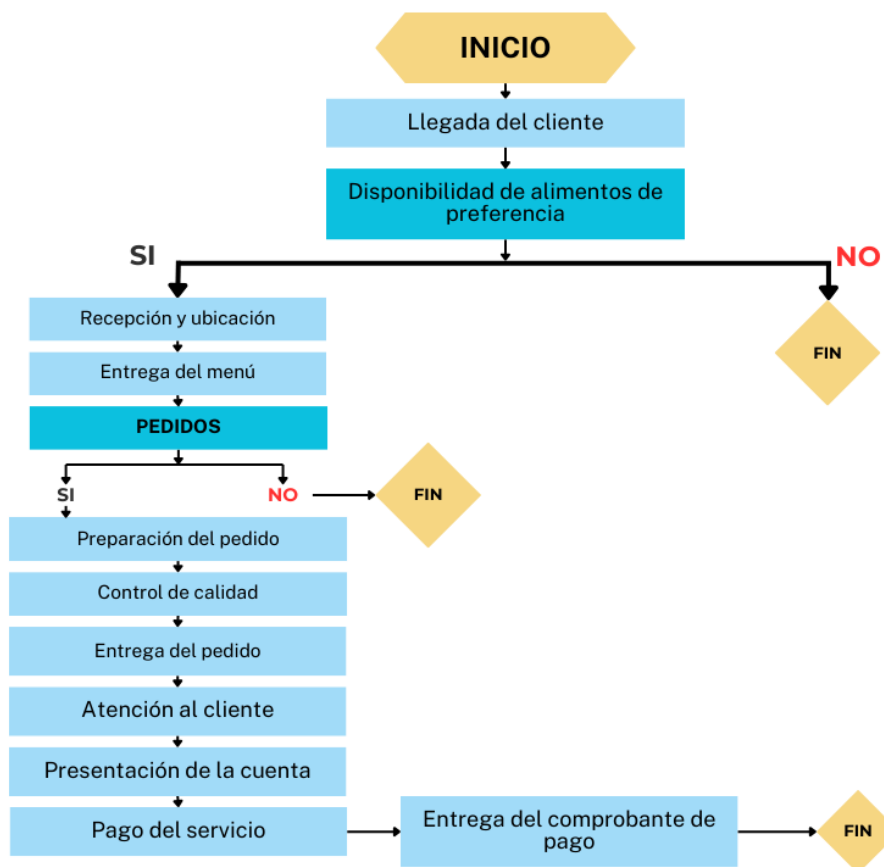 INICIO
Llegada del cliente
Disponibilidad de alimentos de
preferencia
SI
NO
Recepción y ubicación
FIN
Entrega del menú
PEDIDOS
SI
NO
FIN
Preparación del pedido
Control de calidad
Entrega del pedido
Atención al cliente
Presentación de la cuenta
Pago del servicio
Entrega del comprobante de
pago
FIN